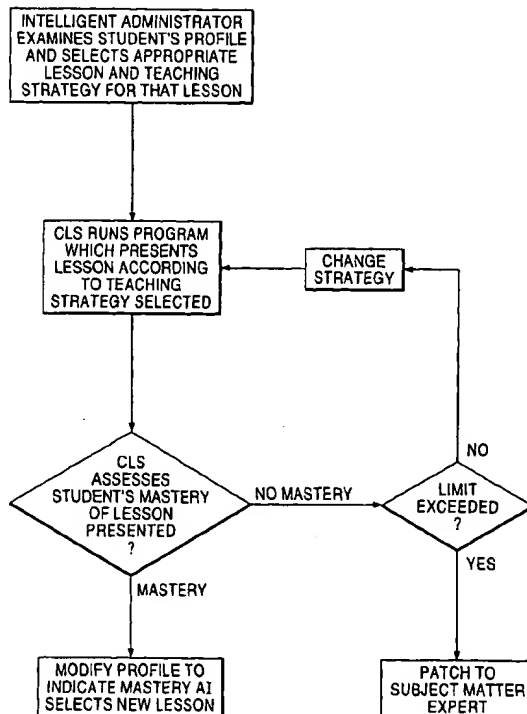 INTELLIGENT ADMINISTRATOR
EXAMINES STUDENT'S PROFILE
AND SELECTS APPROPRIATE
LESSON AND TEACHING
STRATEGY FOR THAT LESSON
CLS RUNS PROGRAM
WHICH PRESENTS
LESSON ACCORDING
TO TEACHING
STRATEGY SELECTED
CHANGE
STRATEGY
CLS
ASSESSES
STUDENT'S MASTERY
OF LESSON
PRESENTED
?
NO MASTERY
LIMIT
EXCEEDED
?
NO
YES
MASTERY
MODIFY PROFILE TO
INDICATE MASTERY AI
SELECTS NEW LESSON
PATCH TO
SUBJECT MATTER
EXPERT